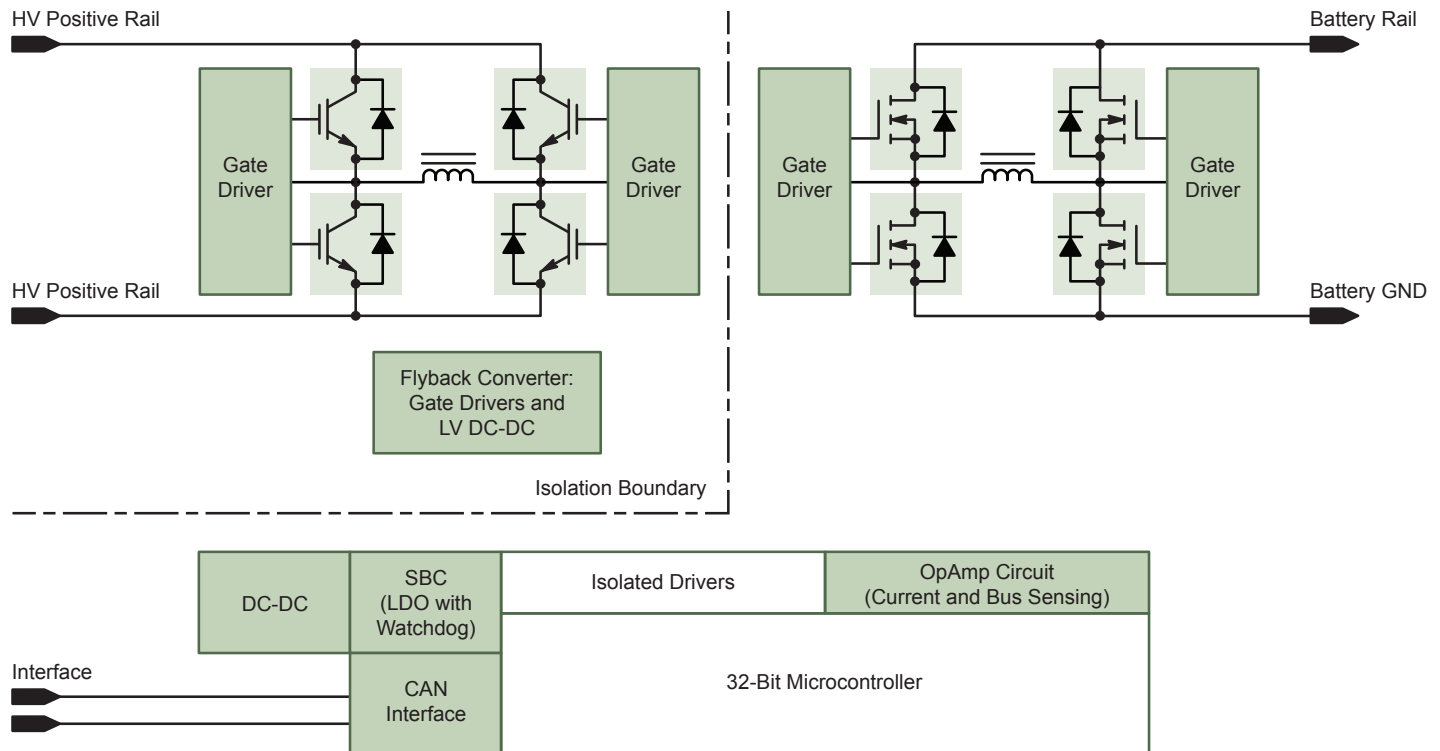 HV Positive Rail
Battery Rail
Gate
Driver
Gate
Driver
Gate
Driver
Gate
Driver
HV Positive Rail
Battery GND
Flyback Converter:
Gate Drivers and
LV DC-DC
Isolation Boundary
DC-DC
SBC
(LDO with
Watchdog)
Isolated Drivers
OpAmp Circuit
(Current and Bus Sensing)
Interface
CAN
Interface
32-Bit Microcontroller